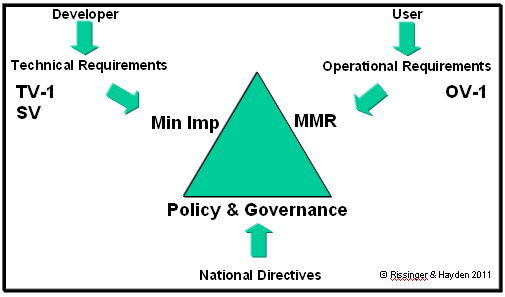 Developer
User
Technical Requirements
Operational Requirements
TV-1
SV
OV-1
Min Imp
MMR
Policy & Governance
National Directives
© Rissinger & Hayden 2011